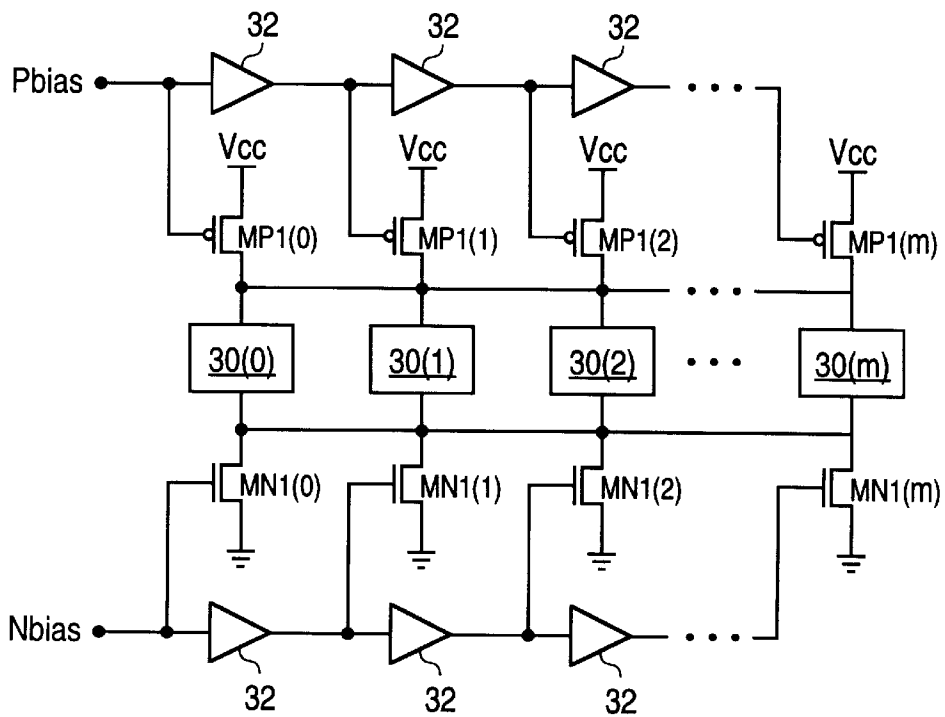 32 32 32
Pbias
Vcc Vcc Vcc Vcc
MP1(0) MP1(1) MP1(2) MP1(m)
30(0) 30(1) 30(2) 30(m)
MN1(0) MN1(1) MN1(2) MN1(m)
Nbias
32 32 32